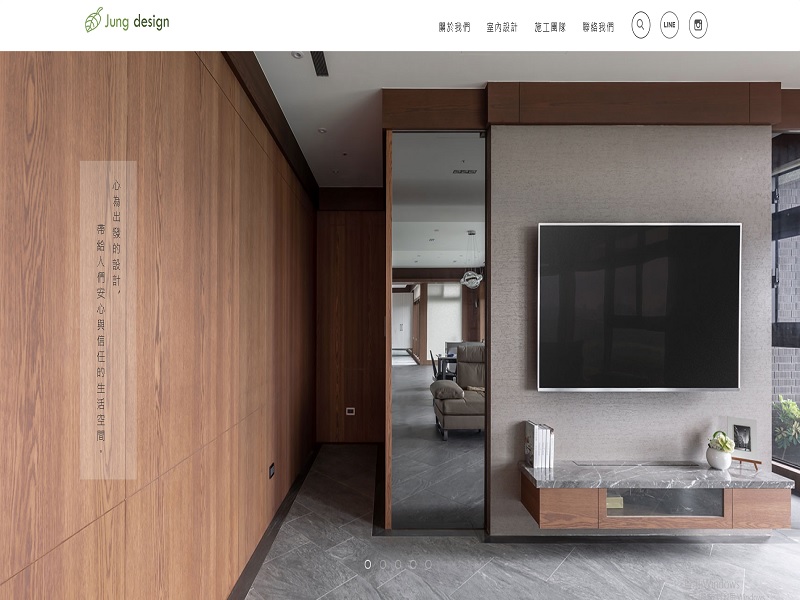 Jung design
關於我們
室內設計
施工團隊
聯絡我們
LINE
心為出發的設計，
帶給人們安心與信任的生活空間。